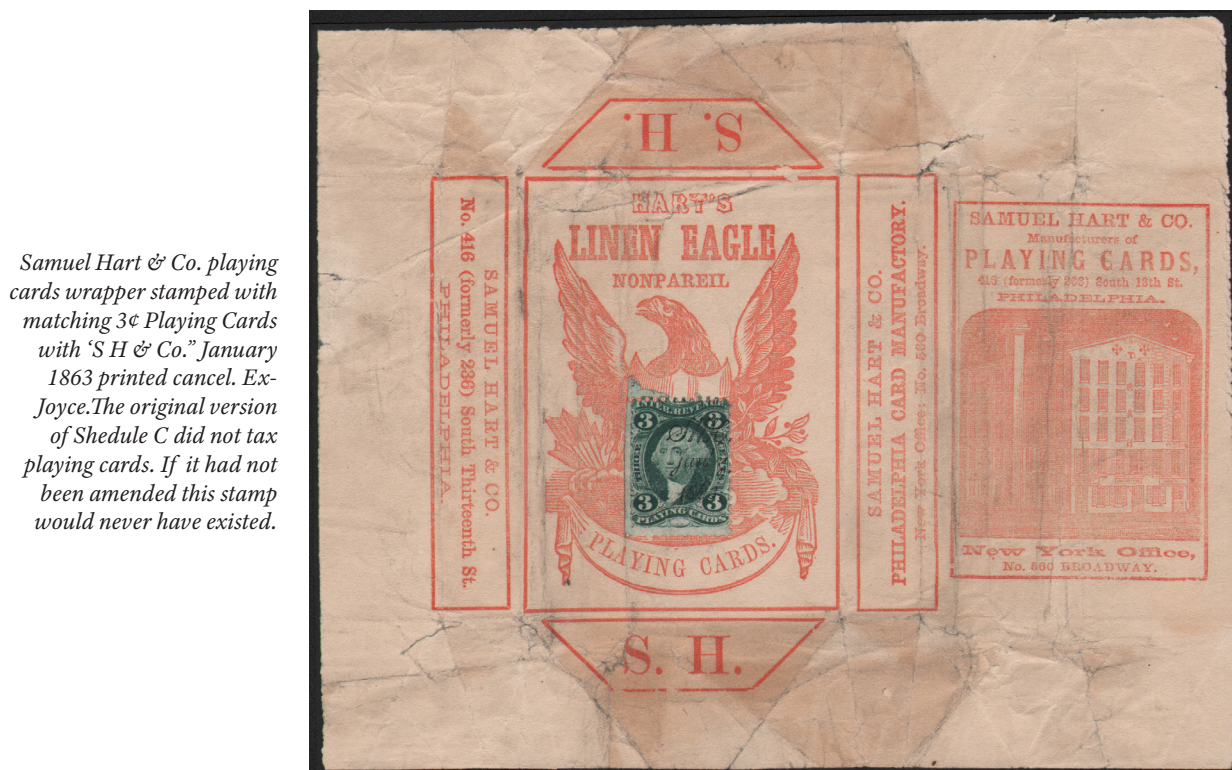 Samuel Hart & Co. playing
cards wrapper stamped with
matching 3¢ Playing Cards
with ‘S H & Co.” January
1863 printed cancel. Ex-
Joyce.The original version
of Shedule C did not tax
playing cards. If it had not
been amended this stamp
would never have existed.
S. H.
No. 416 (formerly 236) South Thirteenth St.
SAMUEL HART & CO.
PHILADELPHIA.
HART'S
LINEN EAGLE
NONPAREIL
INTER. REVENUE
3 3
THREE CENTS
3 3
PLAYING CARDS
PLAYING CARDS.
S. H.
SAMUEL HART & CO.
PHILADELPHIA CARD MANUFACTORY.
New York Office: No. 560 Broadway.
SAMUEL HART & CO.
Manufacturers of
PLAYING CARDS,
416 (formerly 236) South 13th St.
PHILADELPHIA.
New York Office,
No. 560 BROADWAY.